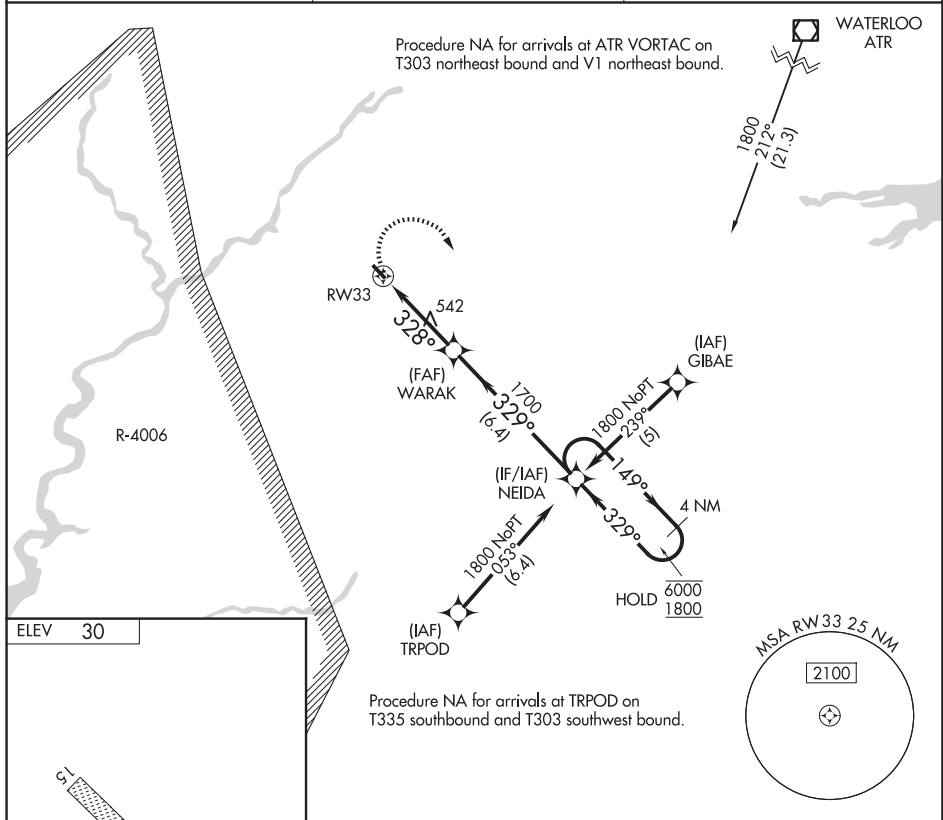 Procedure NA for arrivals at ATR VORTAC on
T303 northeast bound and V1 northeast bound.
WATERLOO
ATR
1800
212°
(21.3)
RW33
542
328°
(FAF)
WARAK
1700
329°
(6.4)
(IAF)
GIBAE
1800 NoPT
239°
(5)
R-4006
(IF/IAF)
NEIDA
149°
4 NM
329°
1800 NoPT
053°
(6.4)
HOLD
6000
1800
(IAF)
TRPOD
ELEV 30
MSA RW33 25 NM
2100
Procedure NA for arrivals at TRPOD on
T335 southbound and T303 southwest bound.
15